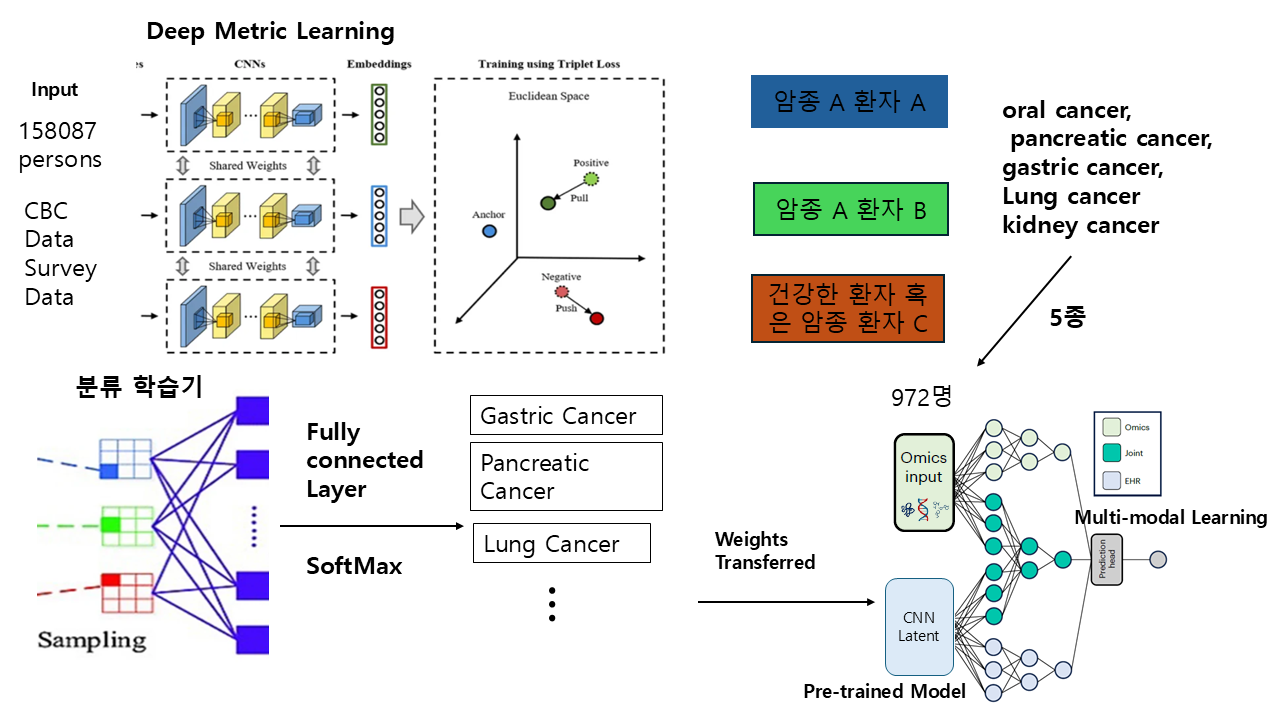 Deep Metric Learning
Input
158087
persons
CBC
Data
Survey
Data
CNNs
Embeddings
Training using Triplet Loss
Shared Weights
Shared Weights
Euclidean Space
Positive
Pull
Anchor
Negative
Push
암종 A 환자 A
암종 A 환자 B
건강한 환자 혹
은 암종 환자 C
oral cancer,
pancreatic cancer,
gastric cancer,
Lung cancer
kidney cancer
5종
분류 학습기
Sampling
Fully
connected
Layer
SoftMax
Gastric Cancer
Pancreatic
Cancer
Lung Cancer
Weights
Transferred
972명
Omics
input
CNN
Latent
Pre-trained Model
Omics
Joint
EHR
Multi-modal Learning
Prediction
head